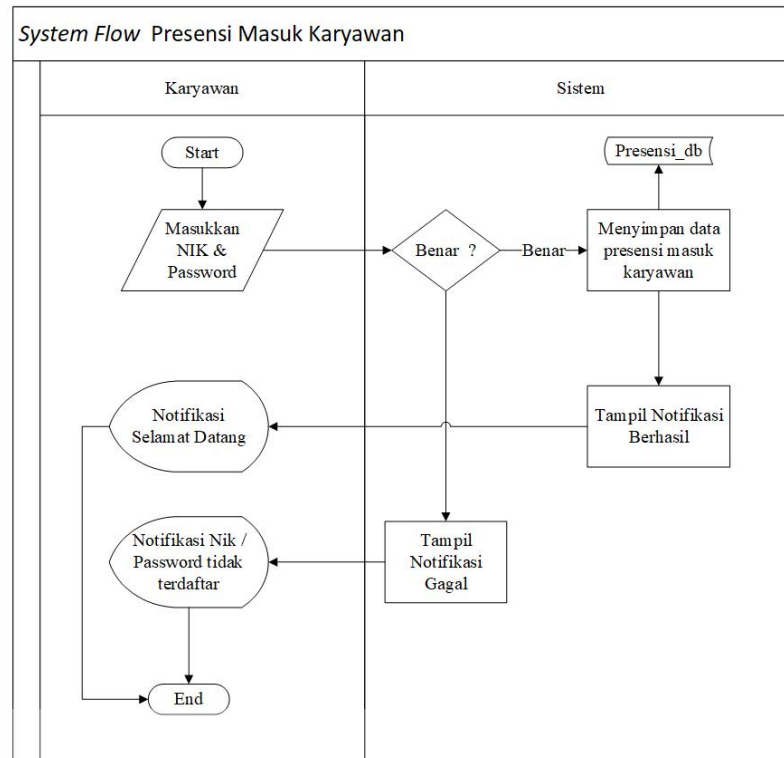 System Flow Presensi Masuk Karyawan
Karyawan
Sistem
Start
Presensi_db
Masukkan
NIK &
Password
Benar ?
Benar
Menyimpan data
presensi masuk
karyawan
Notifikasi
Selamat Datang
Tampil Notifikasi
Berhasil
Notifikasi Nik /
Password tidak
terdaftar
Tampil
Notifikasi
Gagal
End